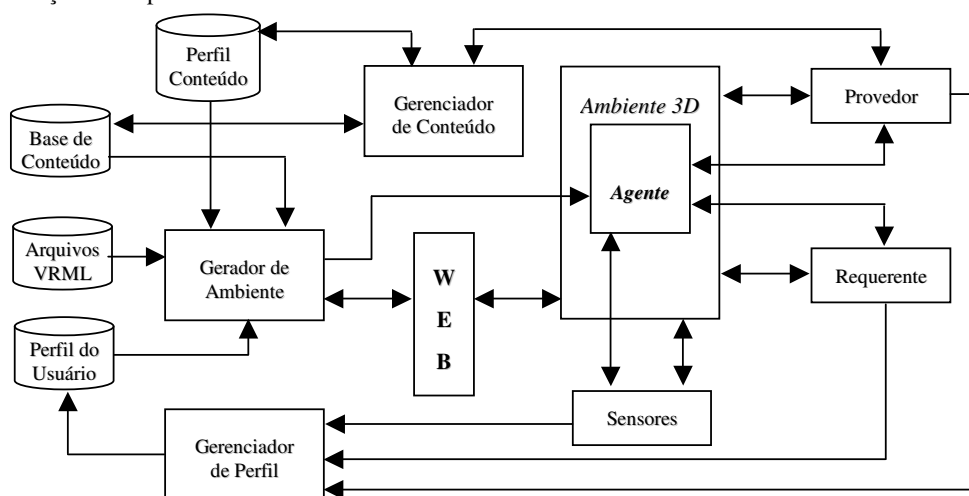 Perfil
Conteúdo
Gerenciador
de Conteúdo
Ambiente 3D
Provedor
Base de
Conteúdo
Agente
Arquivos
VRML
Gerador de
Ambiente
W
E
B
Requerente
Perfil do
Usuário
Sensores
Gerenciador
de Perfil